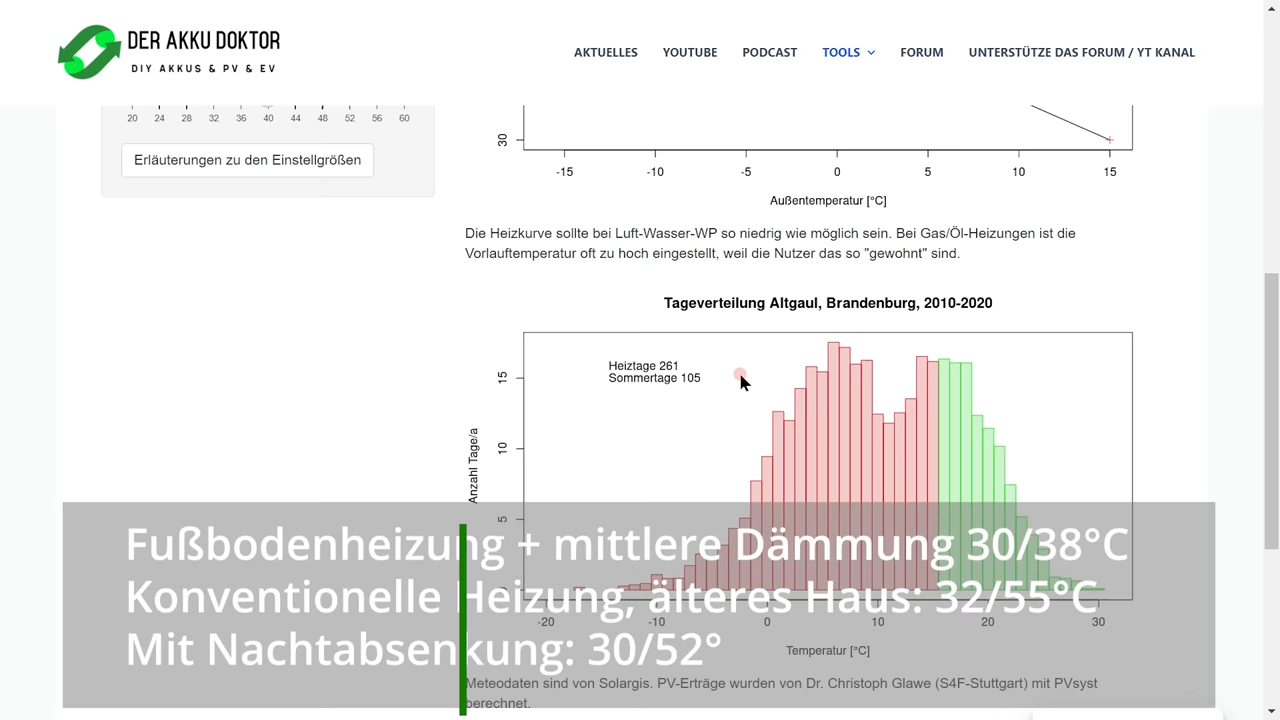 DER AKKU DOKTOR
DIY AKKUS & PV & EV
AKTUELLES YOUTUBE PODCAST TOOLS FORUM UNTERSTÜTZE DAS FORUM / YT KANAL
20 24 28 32 36 40 44 48 52 56 60
Erläuterungen zu den Einstellgrößen
30
-15 -10 -5 0 5 10 15
Außentemperatur [°C]
Die Heizkurve sollte bei Luft-Wasser-WP so niedrig wie möglich sein. Bei Gas/Öl-Heizungen ist die
Vorlauftemperatur oft zu hoch eingestellt, weil die Nutzer das so "gewohnt" sind.
Tageverteilung Altgaul, Brandenburg, 2010-2020
Heiztage 261
Sommertage 105
15
10
5
0
Anzahl Tage/a
-20 -10 0 10 20 30
Temperatur [°C]
Fußbodenheizung + mittlere Dämmung 30/38°C
Konventionelle Heizung, älteres Haus: 32/55°C
Mit Nachtabsenkung: 30/52°
Meteodaten sind von Solargis. PV-Erträge wurden von Dr. Christoph Glawe (S4F-Stuttgart) mit PVsyst
berechnet.